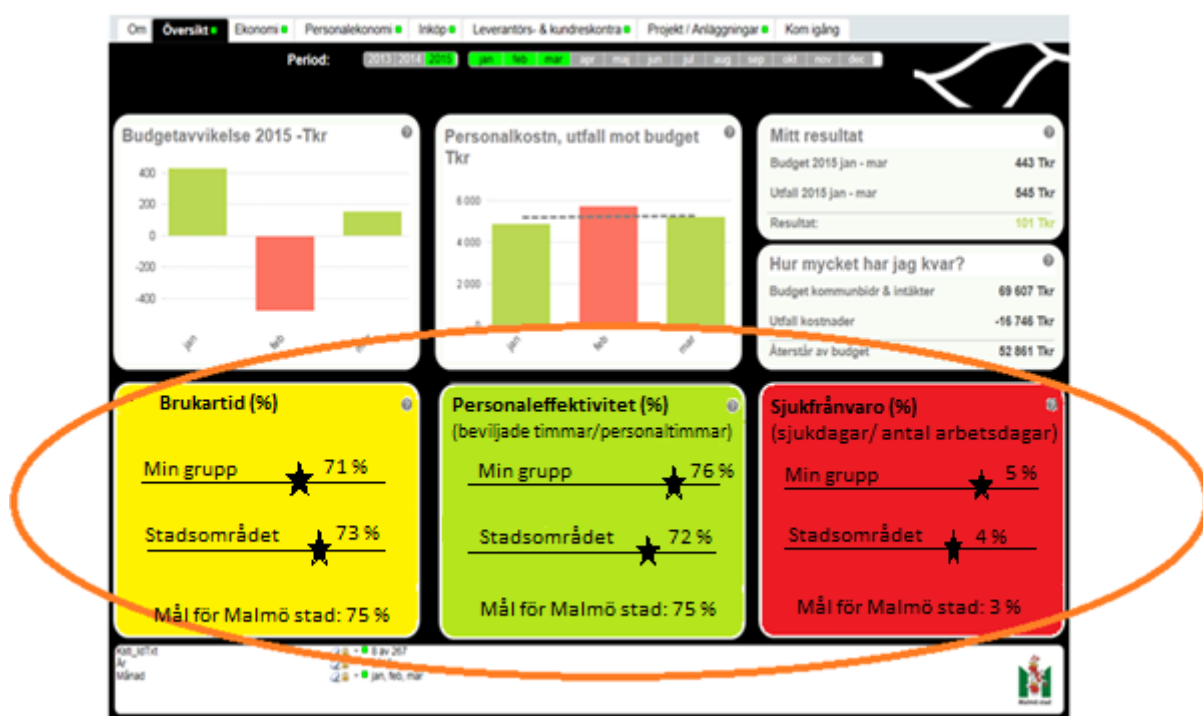 Om Översikt Ekonomi Personalekonomi Inköp Leverantörs- & kundreskontra Projekt / Anläggningar Kom igång
Period: 2013 2014 2015 jan feb mar apr maj jun jul aug sep okt nov dec
Budgetavvikelse 2015 -Tkr
400
200
0
-200
-400
jan feb mar
Personalkostn, utfall mot budget
Tkr
6 000
4 000
2 000
0
jan feb mar
Mitt resultat
Budget 2015 jan - mar 443 Tkr
Utfall 2015 jan - mar 545 Tkr
Resultat: 101 Tkr
Hur mycket har jag kvar?
Budget kommunbidr & intäkter 69 607 Tkr
Utfall kostnader -16 746 Tkr
Återstår av budget 52 861 Tkr
Brukartid (%)
Min grupp 71 %
Stadsområdet 73 %
Mål för Malmö stad: 75 %
Personaleffektivitet (%)
(beviljade timmar/personaltimmar)
Min grupp 76 %
Stadsområdet 72 %
Mål för Malmö stad: 75 %
Sjukfrånvaro (%)
(sjukdagar/ antal arbetsdagar)
Min grupp 5 %
Stadsområdet 4 %
Mål för Malmö stad: 3 %
8 av 267
År
Månad jan, feb, mar
Malmö stad